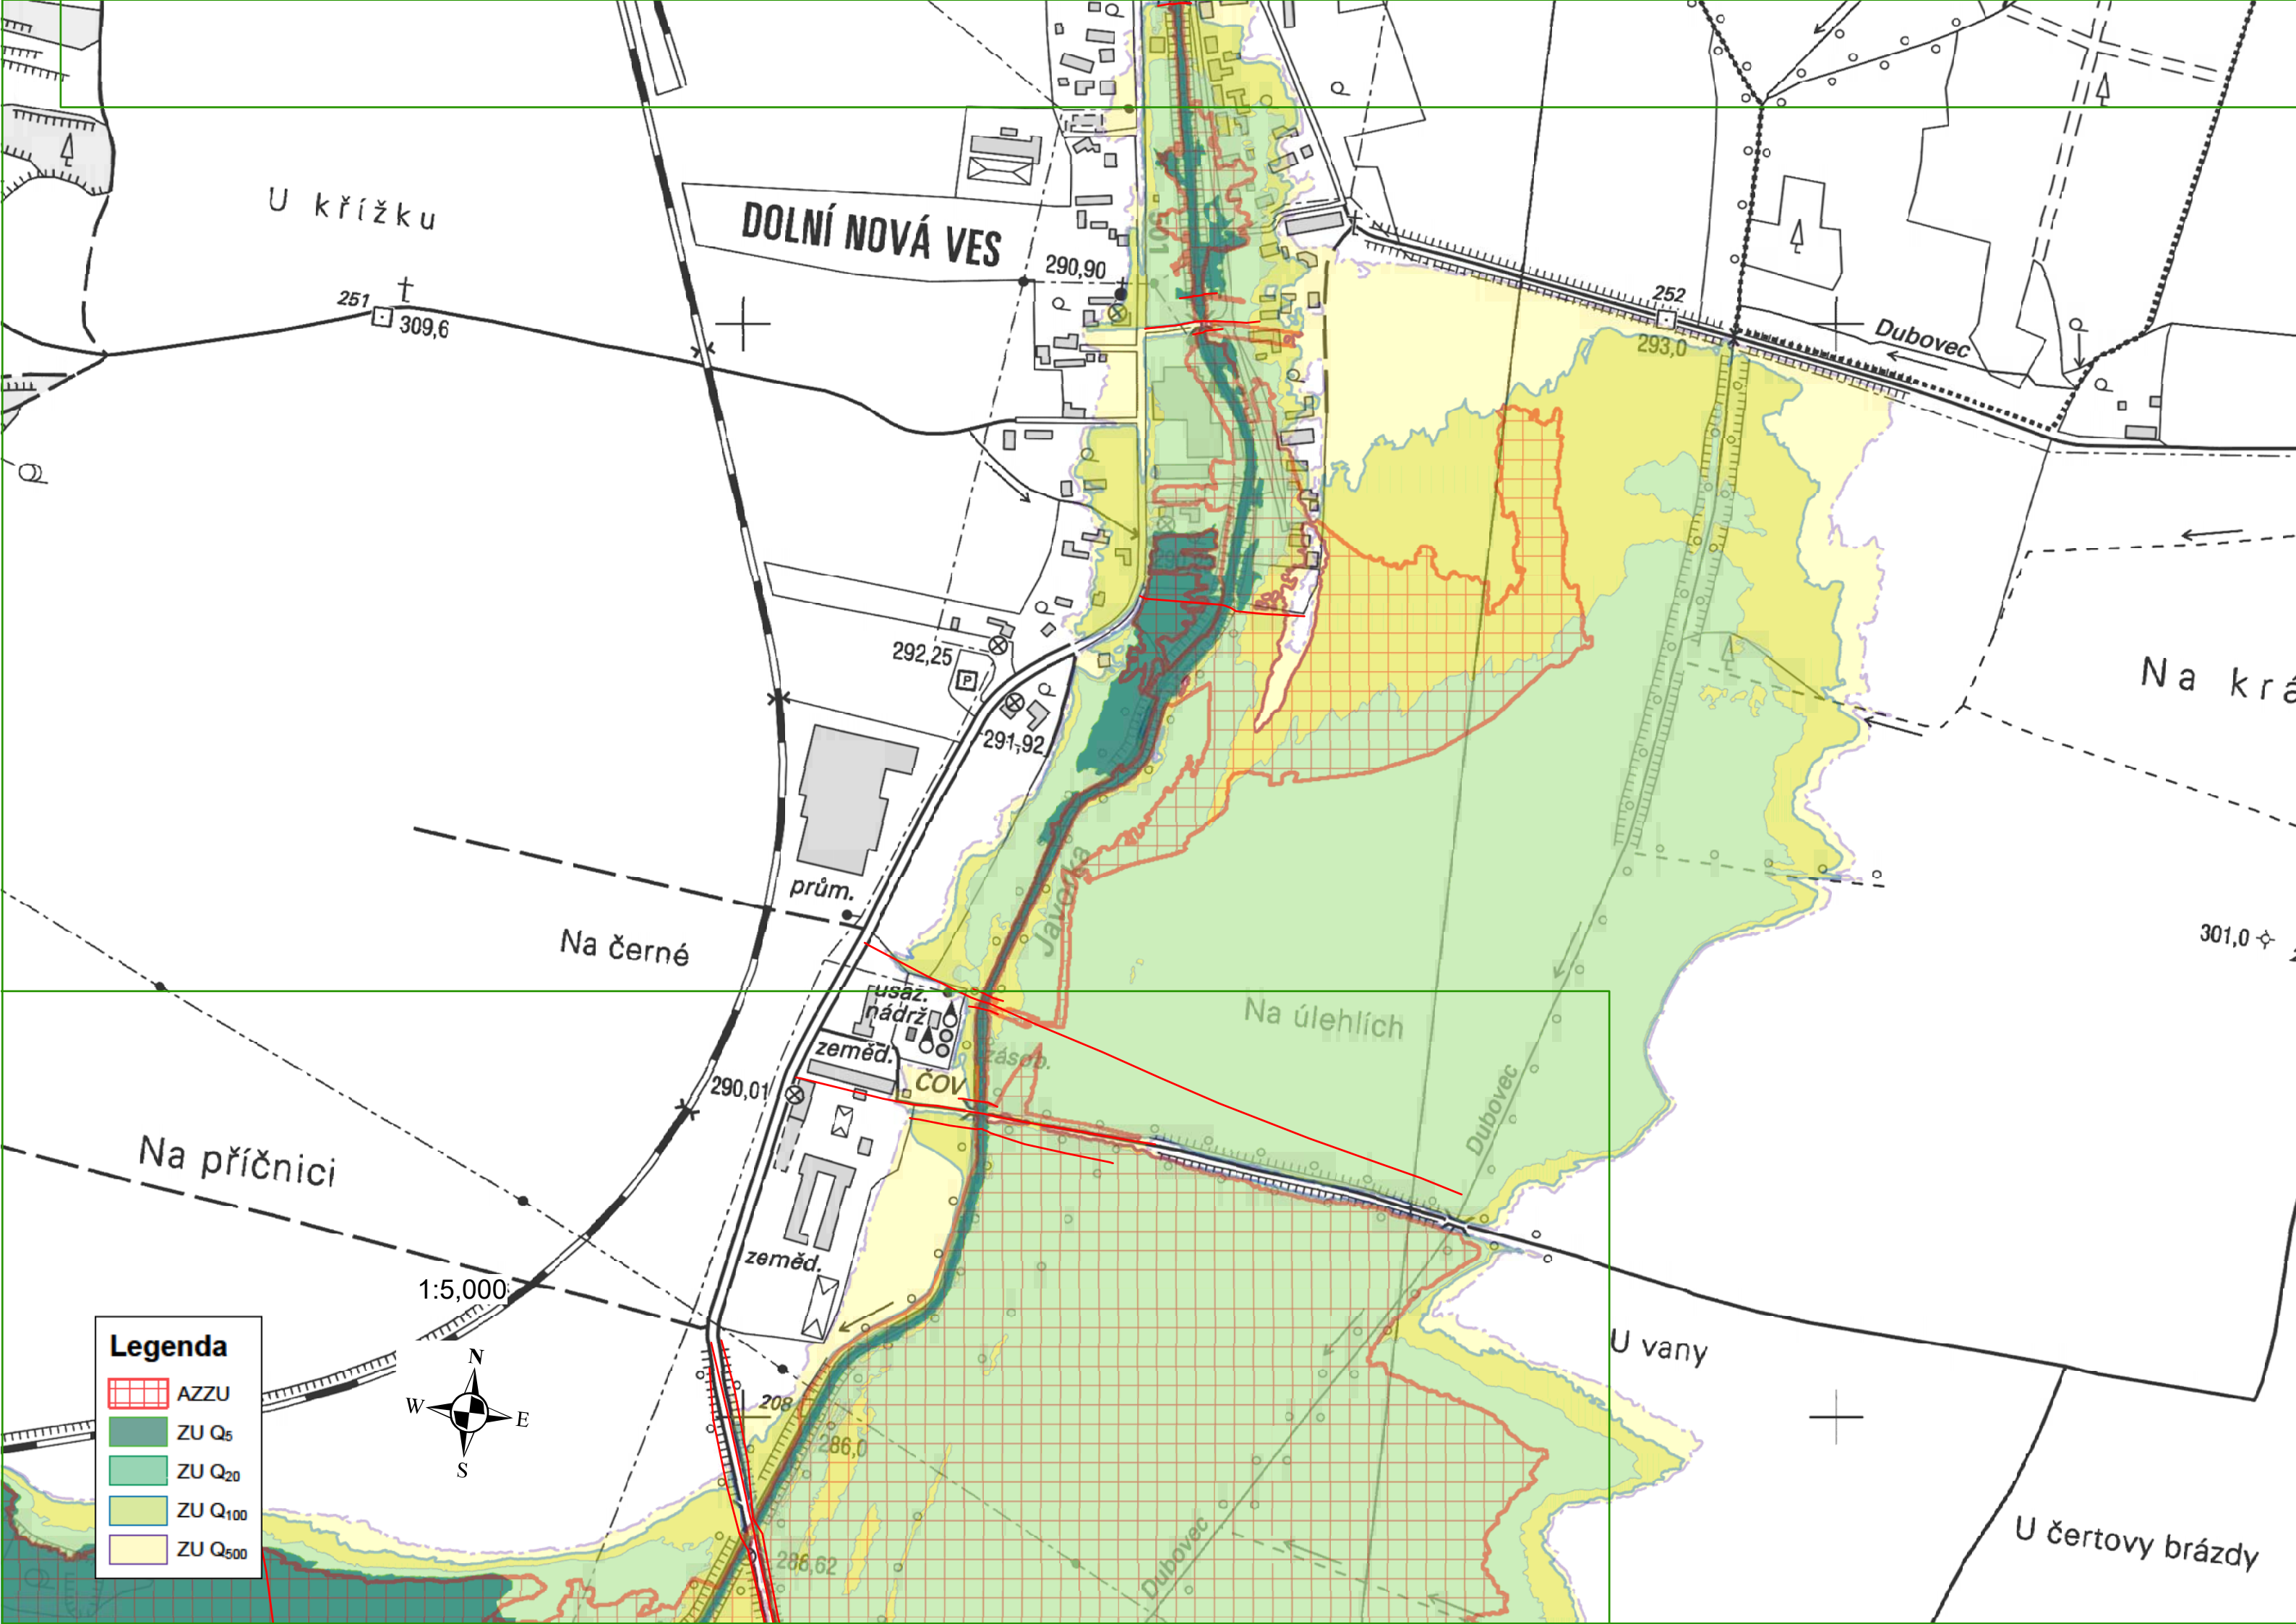 U křížku
DOLNÍ NOVÁ VES
290,90
501
251
309,6
252
293,0
Dubovec
292,25
P
291,92
Na krá
prům.
Na černé
Javorka
301,0
usaz.
nádrž
Na úlehlích
zeměd.
zásob.
290,01
ČOV
Dubovec
Na příčnici
zeměd.
1:5,000
U vany
Legenda
AZZU
ZU Q5
ZU Q20
ZU Q100
ZU Q500
N
W
E
S
208
286,0
286,62
Dubovec
U čertovy brázdy